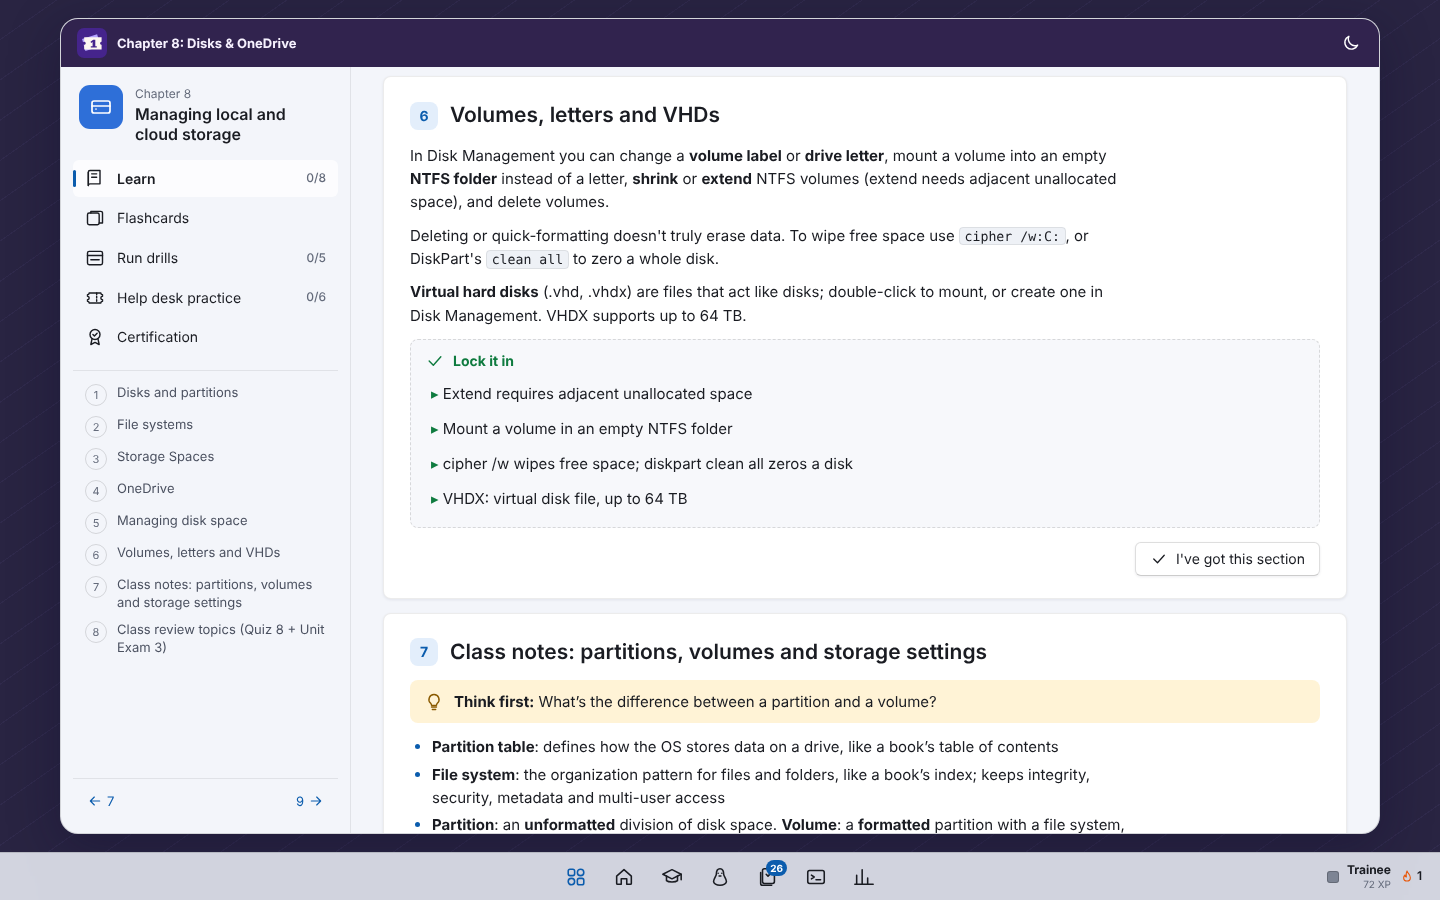 1
Chapter 8: Disks & OneDrive
Chapter 8
Managing local and
cloud storage
Learn 0/8
Flashcards
Run drills 0/5
Help desk practice 0/6
Certification
1 Disks and partitions
2 File systems
3 Storage Spaces
4 OneDrive
5 Managing disk space
6 Volumes, letters and VHDs
7 Class notes: partitions, volumes
and storage settings
8 Class review topics (Quiz 8 + Unit
Exam 3)
← 7 9 →
6 Volumes, letters and VHDs
In Disk Management you can change a volume label or drive letter, mount a volume into an empty
NTFS folder instead of a letter, shrink or extend NTFS volumes (extend needs adjacent unallocated
space), and delete volumes.
Deleting or quick-formatting doesn't truly erase data. To wipe free space use cipher /w:C:, or
DiskPart's clean all to zero a whole disk.
Virtual hard disks (.vhd, .vhdx) are files that act like disks; double-click to mount, or create one in
Disk Management. VHDX supports up to 64 TB.
Lock it in
▸ Extend requires adjacent unallocated space
▸ Mount a volume in an empty NTFS folder
▸ cipher /w wipes free space; diskpart clean all zeros a disk
▸ VHDX: virtual disk file, up to 64 TB
I've got this section
7 Class notes: partitions, volumes and storage settings
Think first: What’s the difference between a partition and a volume?
• Partition table: defines how the OS stores data on a drive, like a book’s table of contents
• File system: the organization pattern for files and folders, like a book’s index; keeps integrity,
security, metadata and multi-user access
• Partition: an unformatted division of disk space. Volume: a formatted partition with a file system,
26
Trainee
72 XP
1